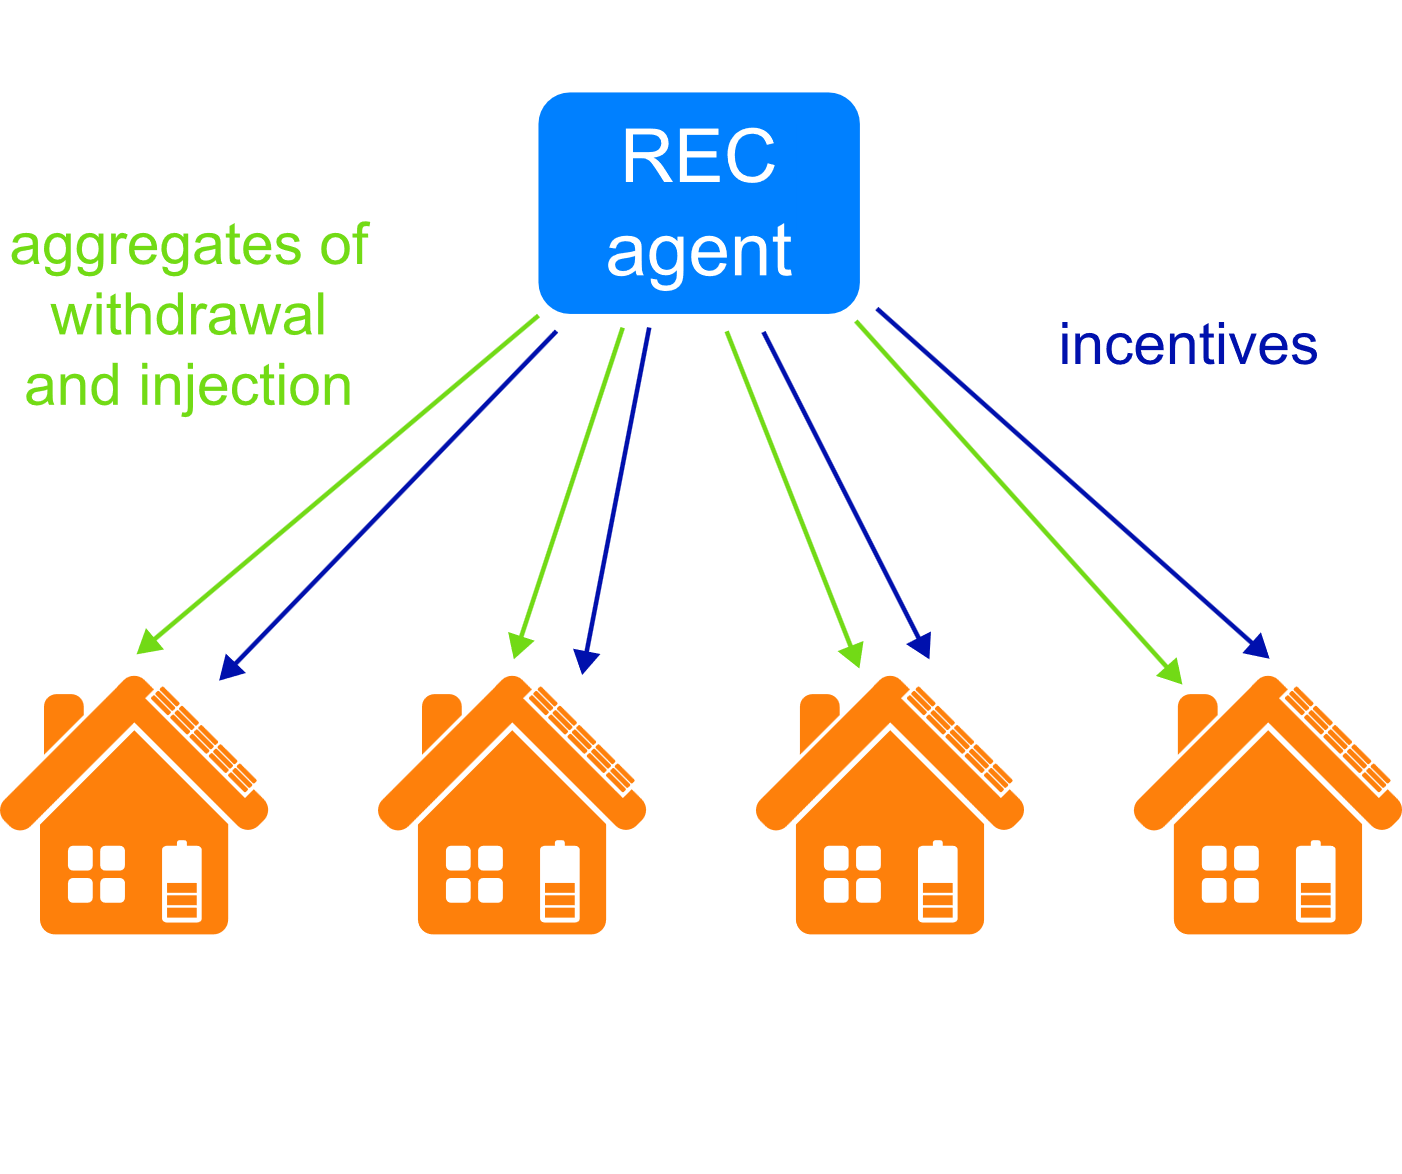 REC
agent
aggregates of
withdrawal
and injection
incentives